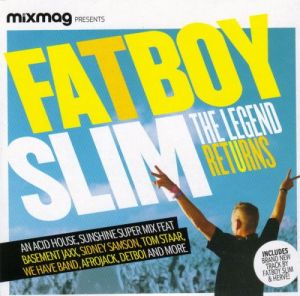 mixmag PRESENTS
FATBOY
SLIM
THE LEGEND
RETURNS
AN ACID HOUSE, SUNSHINE SUPER MIX FEAT
BASEMENT JAXX, SIDNEY SAMSON, TOM STAAR,
WE HAVE BAND, AFROJACK, DETBOI AND MORE
INCLUDES
BRAND NEW
TRACK BY
FATBOY SLIM
& HERVE!